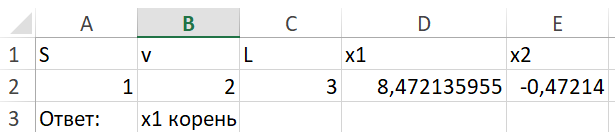 A B C D E
1 S v L x1 x2
2 1 2 3 8,472135955 -0,47214
3 Ответ: x1 корень